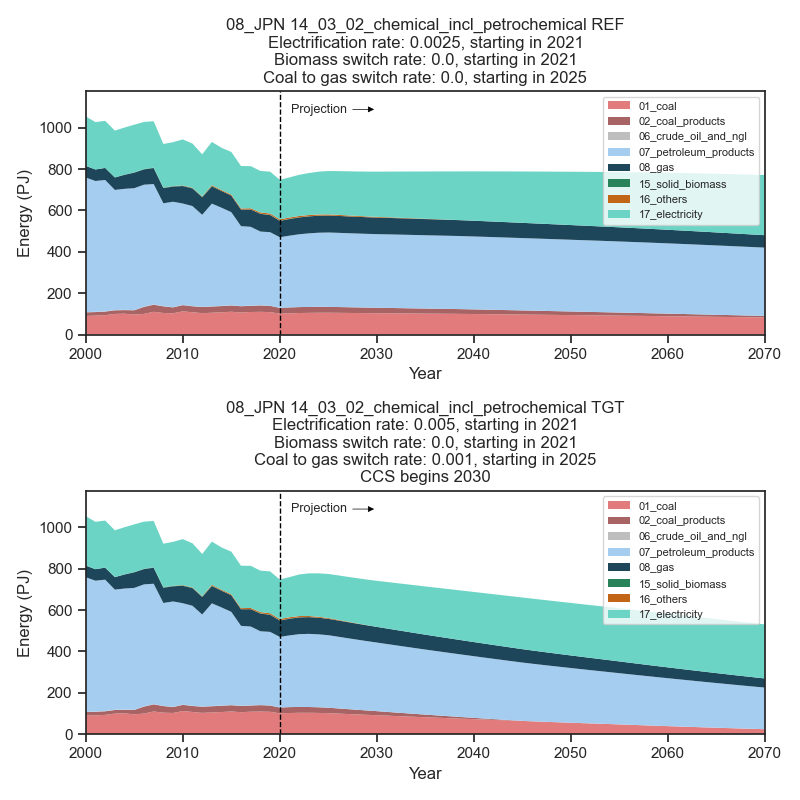 08_JPN 14_03_02_chemical_incl_petrochemical REF
Electrification rate: 0.0025, starting in 2021
Biomass switch rate: 0.0, starting in 2021
Coal to gas switch rate: 0.0, starting in 2025
Projection
01_coal
02_coal_products
06_crude_oil_and_ngl
07_petroleum_products
08_gas
15_solid_biomass
16_others
17_electricity
Energy (PJ)
1000
800
600
400
200
0
2000 2010 2020 2030 2040 2050 2060 2070
Year
08_JPN 14_03_02_chemical_incl_petrochemical TGT
Electrification rate: 0.005, starting in 2021
Biomass switch rate: 0.0, starting in 2021
Coal to gas switch rate: 0.001, starting in 2025
CCS begins 2030
Projection
01_coal
02_coal_products
06_crude_oil_and_ngl
07_petroleum_products
08_gas
15_solid_biomass
16_others
17_electricity
Energy (PJ)
1000
800
600
400
200
0
2000 2010 2020 2030 2040 2050 2060 2070
Year